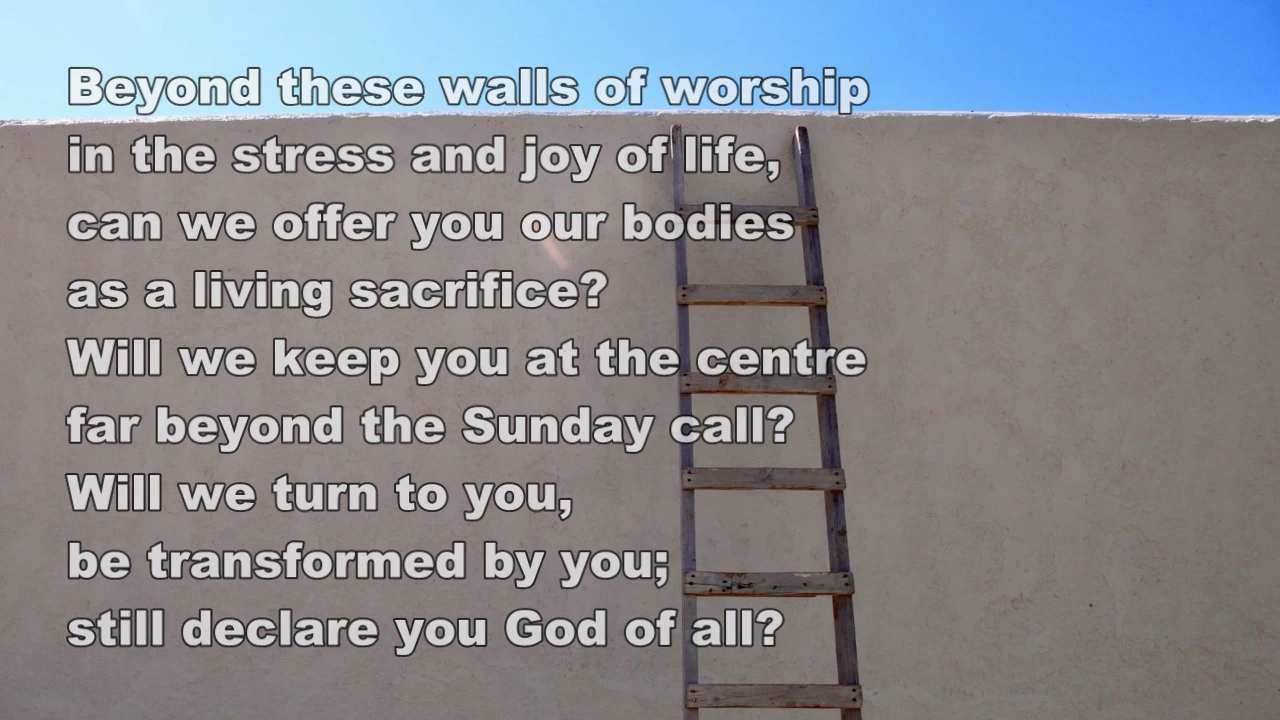 Beyond these walls of worship
in the stress and joy of life,
can we offer you our bodies
as a living sacrifice?
Will we keep you at the centre
far beyond the Sunday call?
Will we turn to you,
be transformed by you;
still declare you God of all?